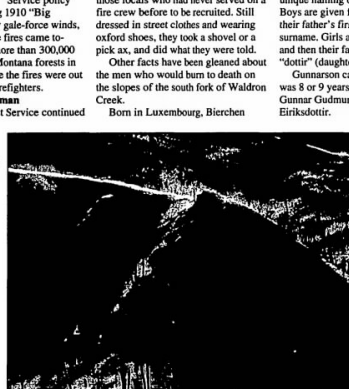 Service policy
g 1910 "Big
gale-force winds,
e fires came to-
ore than 300,000
Montana forests in
e the fires were out
refighters.
man
st Service continued
those locals who had never served on a
fire crew before to be recruited. Still
dressed in street clothes and wearing
oxford shoes, they took a shovel or a
pick ax, and did what they were told.
Other facts have been gleaned about
the men who would burn to death on
the slopes of the south fork of Waldron
Creek.
Born in Luxembourg, Bierchen
unique naming
Boys are given f
their father's fir
surname. Girls a
and then their fa
"dottir" (daughte
Gunnarson ca
was 8 or 9 years
Gunnar Gudmun
Eiriksdottir.